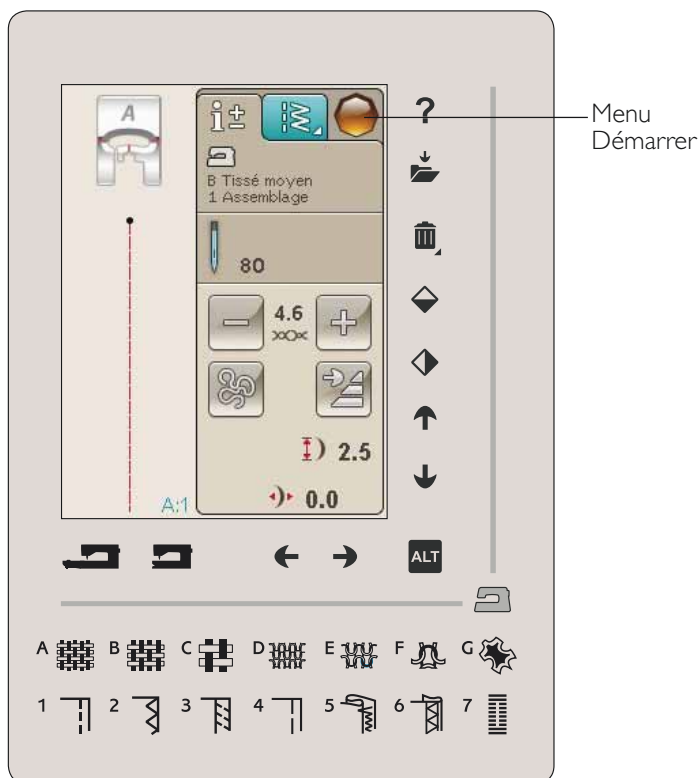 A
?
Menu
Démarrer
B Tissé moyen
1 Assemblage
80
4.6
2.5
0.0
A:1
ALT
A B C D E F G
1 2 3 4 5 6 7